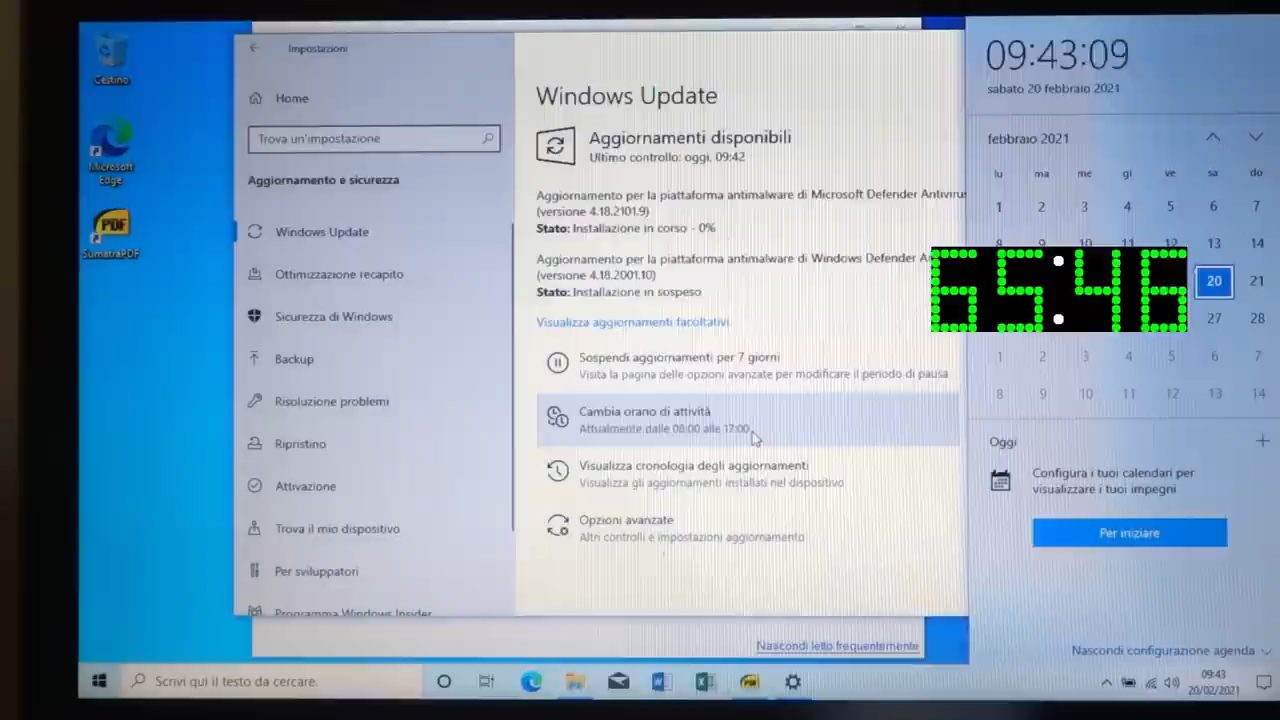 Cestino
Microsoft
Edge
SumatraPDF
Impostazioni
Home
Trova un'impostazione
Aggiornamento e sicurezza
Windows Update
Ottimizzazione recapito
Sicurezza di Windows
Backup
Risoluzione problemi
Ripristino
Attivazione
Trova il mio dispositivo
Per sviluppatori
Programma Windows Insider
Windows Update
Aggiornamenti disponibili
Ultimo controllo: oggi, 09:42
Aggiornamento per la piattaforma antimalware di Microsoft Defender Antivirus
(versione 4.18.2101.9)
Stato: Installazione in corso - 0%
Aggiornamento per la piattaforma antimalware di Windows Defender
(versione 4.18.2001.10)
Stato: Installazione in sospeso
Visualizza aggiornamenti facoltativi
Sospendi aggiornamenti per 7 giorni
Visita la pagina delle opzioni avanzate per modificare il periodo di pausa
Cambia orario di attività
Attualmente dalle 08:00 alle 17:00
Visualizza cronologia degli aggiornamenti
Visualizza gli aggiornamenti installati nel dispositivo
Opzioni avanzate
Altri controlli e impostazioni aggiornamento
Nascondi letto frequentemente
09:43:09
sabato 20 febbraio 2021
febbraio 2021
lu ma me gi ve sa do
1 2 3 4 5 6 7
8 9 10 11 12 13 14
65:46
20 21
27 28
1 2 3 4 5 6 7
8 9 10 11 12 13 14
Oggi
Configura i tuoi calendari per
visualizzare i tuoi impegni
Per iniziare
Nascondi configurazione agenda
Scrivi qui il testo da cercare.
PDF
09:43
20/02/2021